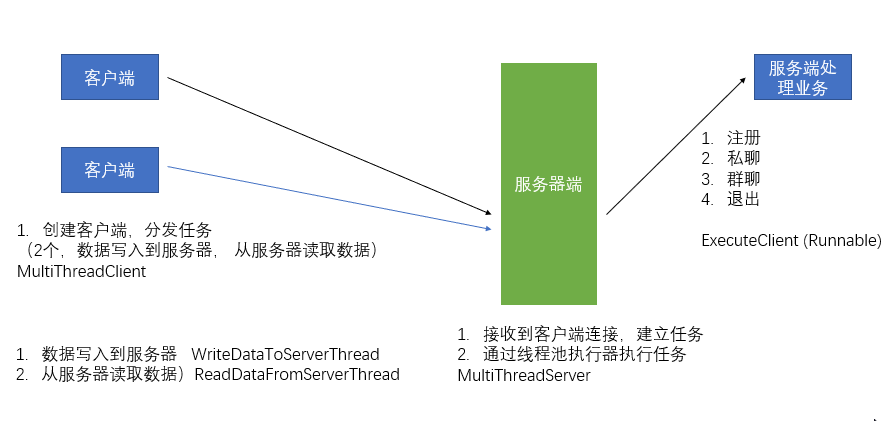 客户端
客户端
1. 创建客户端，分发任务
（2个，数据写入到服务器， 从服务器读取数据）
MultiThreadClient
1. 数据写入到服务器 WriteDataToServerThread
2. 从服务器读取数据）ReadDataFromServerThread
服务器端
1. 接收到客户端连接，建立任务
2. 通过线程池执行器执行任务
MultiThreadServer
服务端处
理业务
1. 注册
2. 私聊
3. 群聊
4. 退出
ExecuteClient (Runnable)